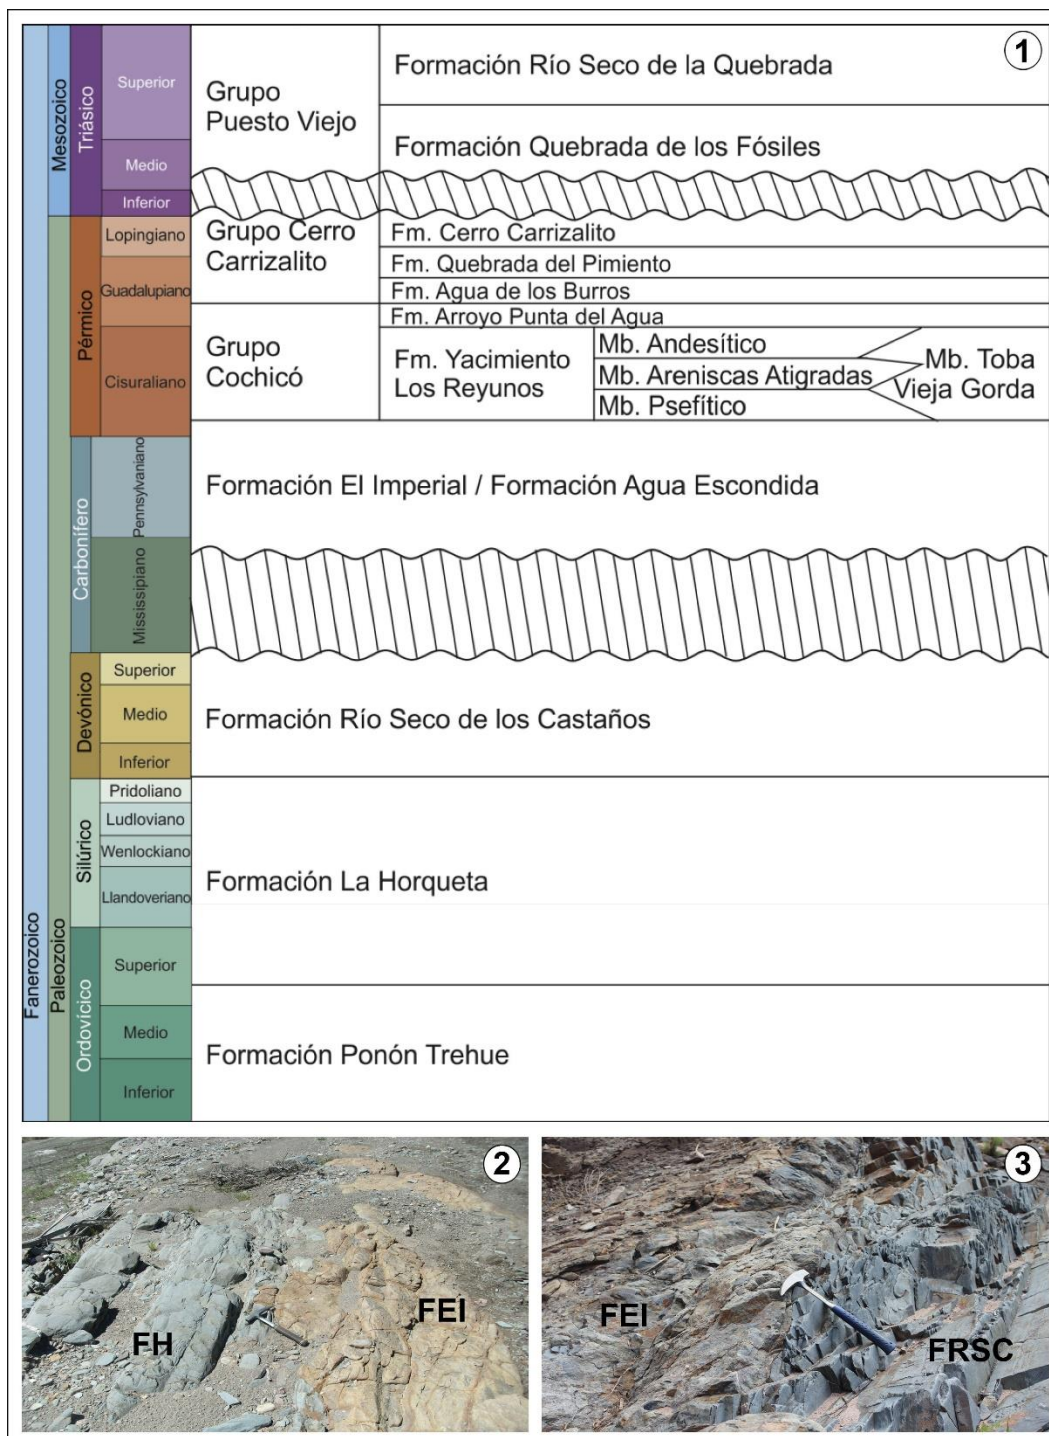 1
Fanerozoico
Mesozoico
Paleozoico
Triásico
Superior
Medio
Inferior
Grupo
Puesto Viejo
Formación Río Seco de la Quebrada
Formación Quebrada de los Fósiles
Pérmico
Lopingiano
Guadalupiano
Cisuraliano
Grupo Cerro
Carrizalito
Fm. Cerro Carrizalito
Fm. Quebrada del Pimiento
Fm. Agua de los Burros
Grupo
Cochicó
Fm. Arroyo Punta del Agua
Fm. Yacimiento
Los Reyunos
Mb. Andesítico
Mb. Areniscas Atigradas
Mb. Psefítico
Mb. Toba
Vieja Gorda
Carbonífero
Pennsylvaniano
Mississipiano
Formación El Imperial / Formación Agua Escondida
Devónico
Superior
Medio
Inferior
Formación Río Seco de los Castaños
Silúrico
Pridoliano
Ludloviano
Wenlockiano
Llandoveriano
Formación La Horqueta
Ordovícico
Superior
Medio
Inferior
Formación Ponón Trehue
2
FH
FEI
3
FEI
FRSC